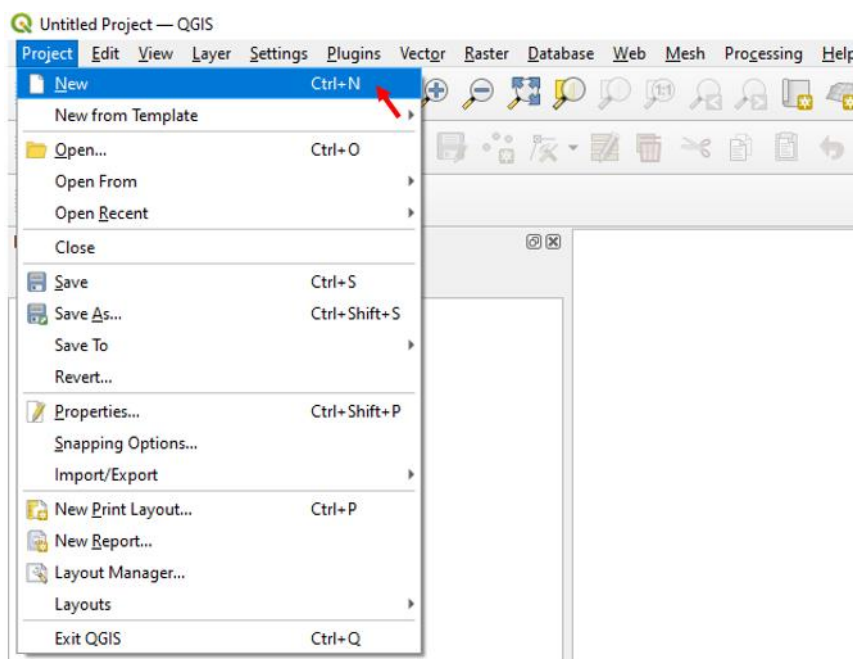 Untitled Project — QGIS
Project Edit View Layer Settings Plugins Vector Raster Database Web Mesh Processing Help
New Ctrl+N
New from Template
Open... Ctrl+O
Open From
Open Recent
Close
Save Ctrl+S
Save As... Ctrl+Shift+S
Save To
Revert...
Properties... Ctrl+Shift+P
Snapping Options...
Import/Export
New Print Layout... Ctrl+P
New Report...
Layout Manager...
Layouts
Exit QGIS Ctrl+Q